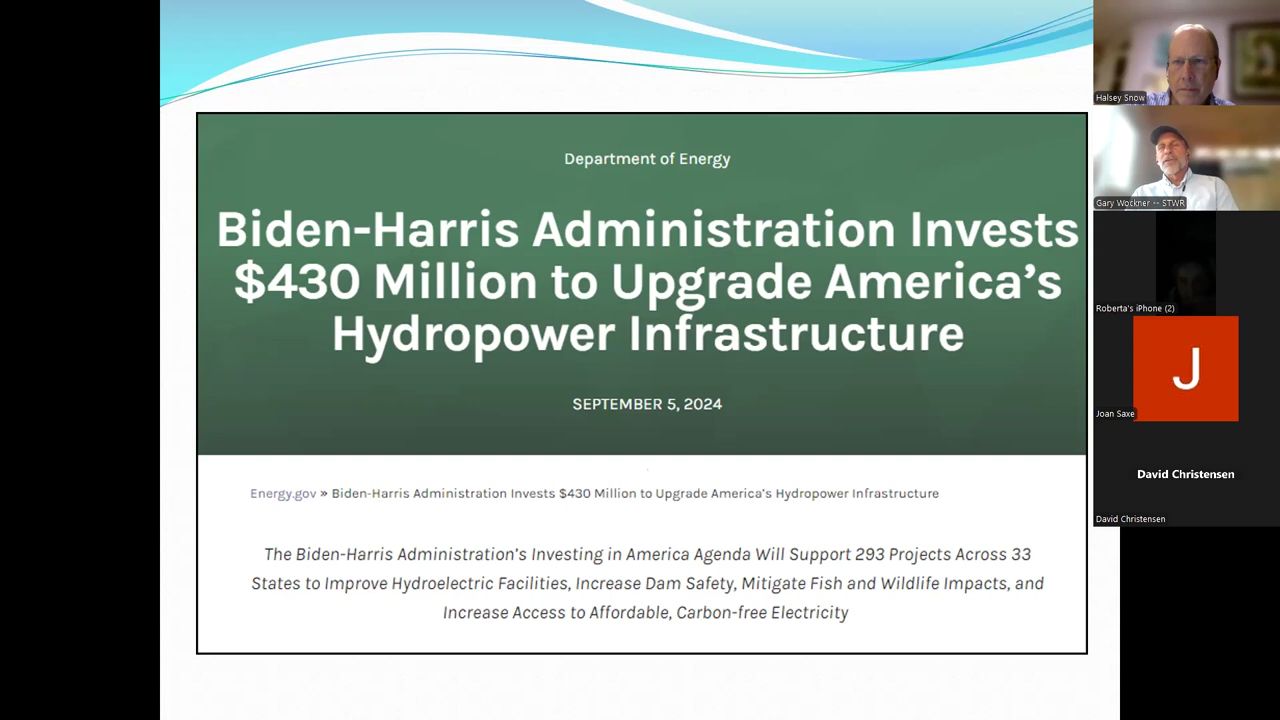 Department of Energy
Biden-Harris Administration Invests
$430 Million to Upgrade America's
Hydropower Infrastructure
SEPTEMBER 5, 2024
Energy.gov » Biden-Harris Administration Invests $430 Million to Upgrade America's Hydropower Infrastructure
The Biden-Harris Administration's Investing in America Agenda Will Support 293 Projects Across 33
States to Improve Hydroelectric Facilities, Increase Dam Safety, Mitigate Fish and Wildlife Impacts, and
Increase Access to Affordable, Carbon-free Electricity
Halsey Snow
Gary Wockner -- STWR
Roberta's iPhone (2)
J
Joan Saxe
David Christensen
David Christensen